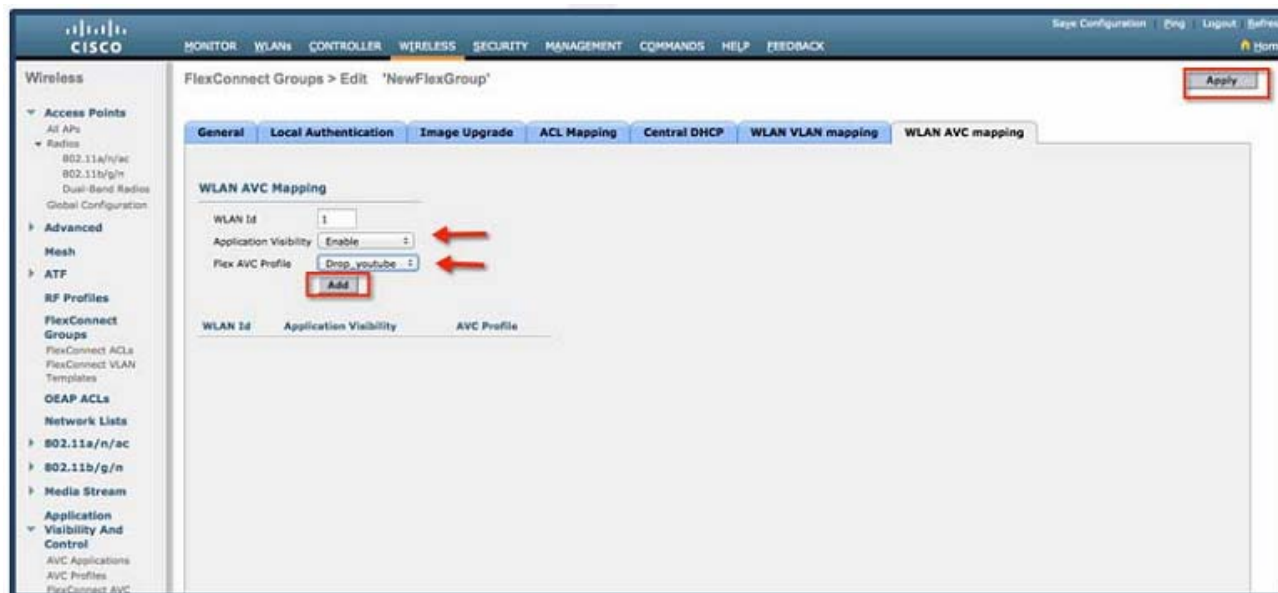 Save Configuration Ping Logout Refre
CISCO
MONITOR WLANs CONTROLLER WIRELESS SECURITY MANAGEMENT COMMANDS HELP FEEDBACK
Hom
Wireless
FlexConnect Groups > Edit 'NewFlexGroup'
Apply
Access Points
All APs
Radios
802.11a/n/ac
802.11b/g/n
Dual-Band Radios
Global Configuration
Advanced
Mesh
ATF
RF Profiles
FlexConnect
Groups
FlexConnect ACLs
FlexConnect VLAN
Templates
OEAP ACLs
Network Lists
802.11a/n/ac
802.11b/g/n
Media Stream
Application
Visibility And
Control
AVC Applications
AVC Profiles
FlexConnect AVC
General Local Authentication Image Upgrade ACL Mapping Central DHCP WLAN VLAN mapping WLAN AVC mapping
WLAN AVC Mapping
WLAN Id 1
Application Visibility Enable
Flex AVC Profile Drop_youtube
Add
WLAN Id Application Visibility AVC Profile